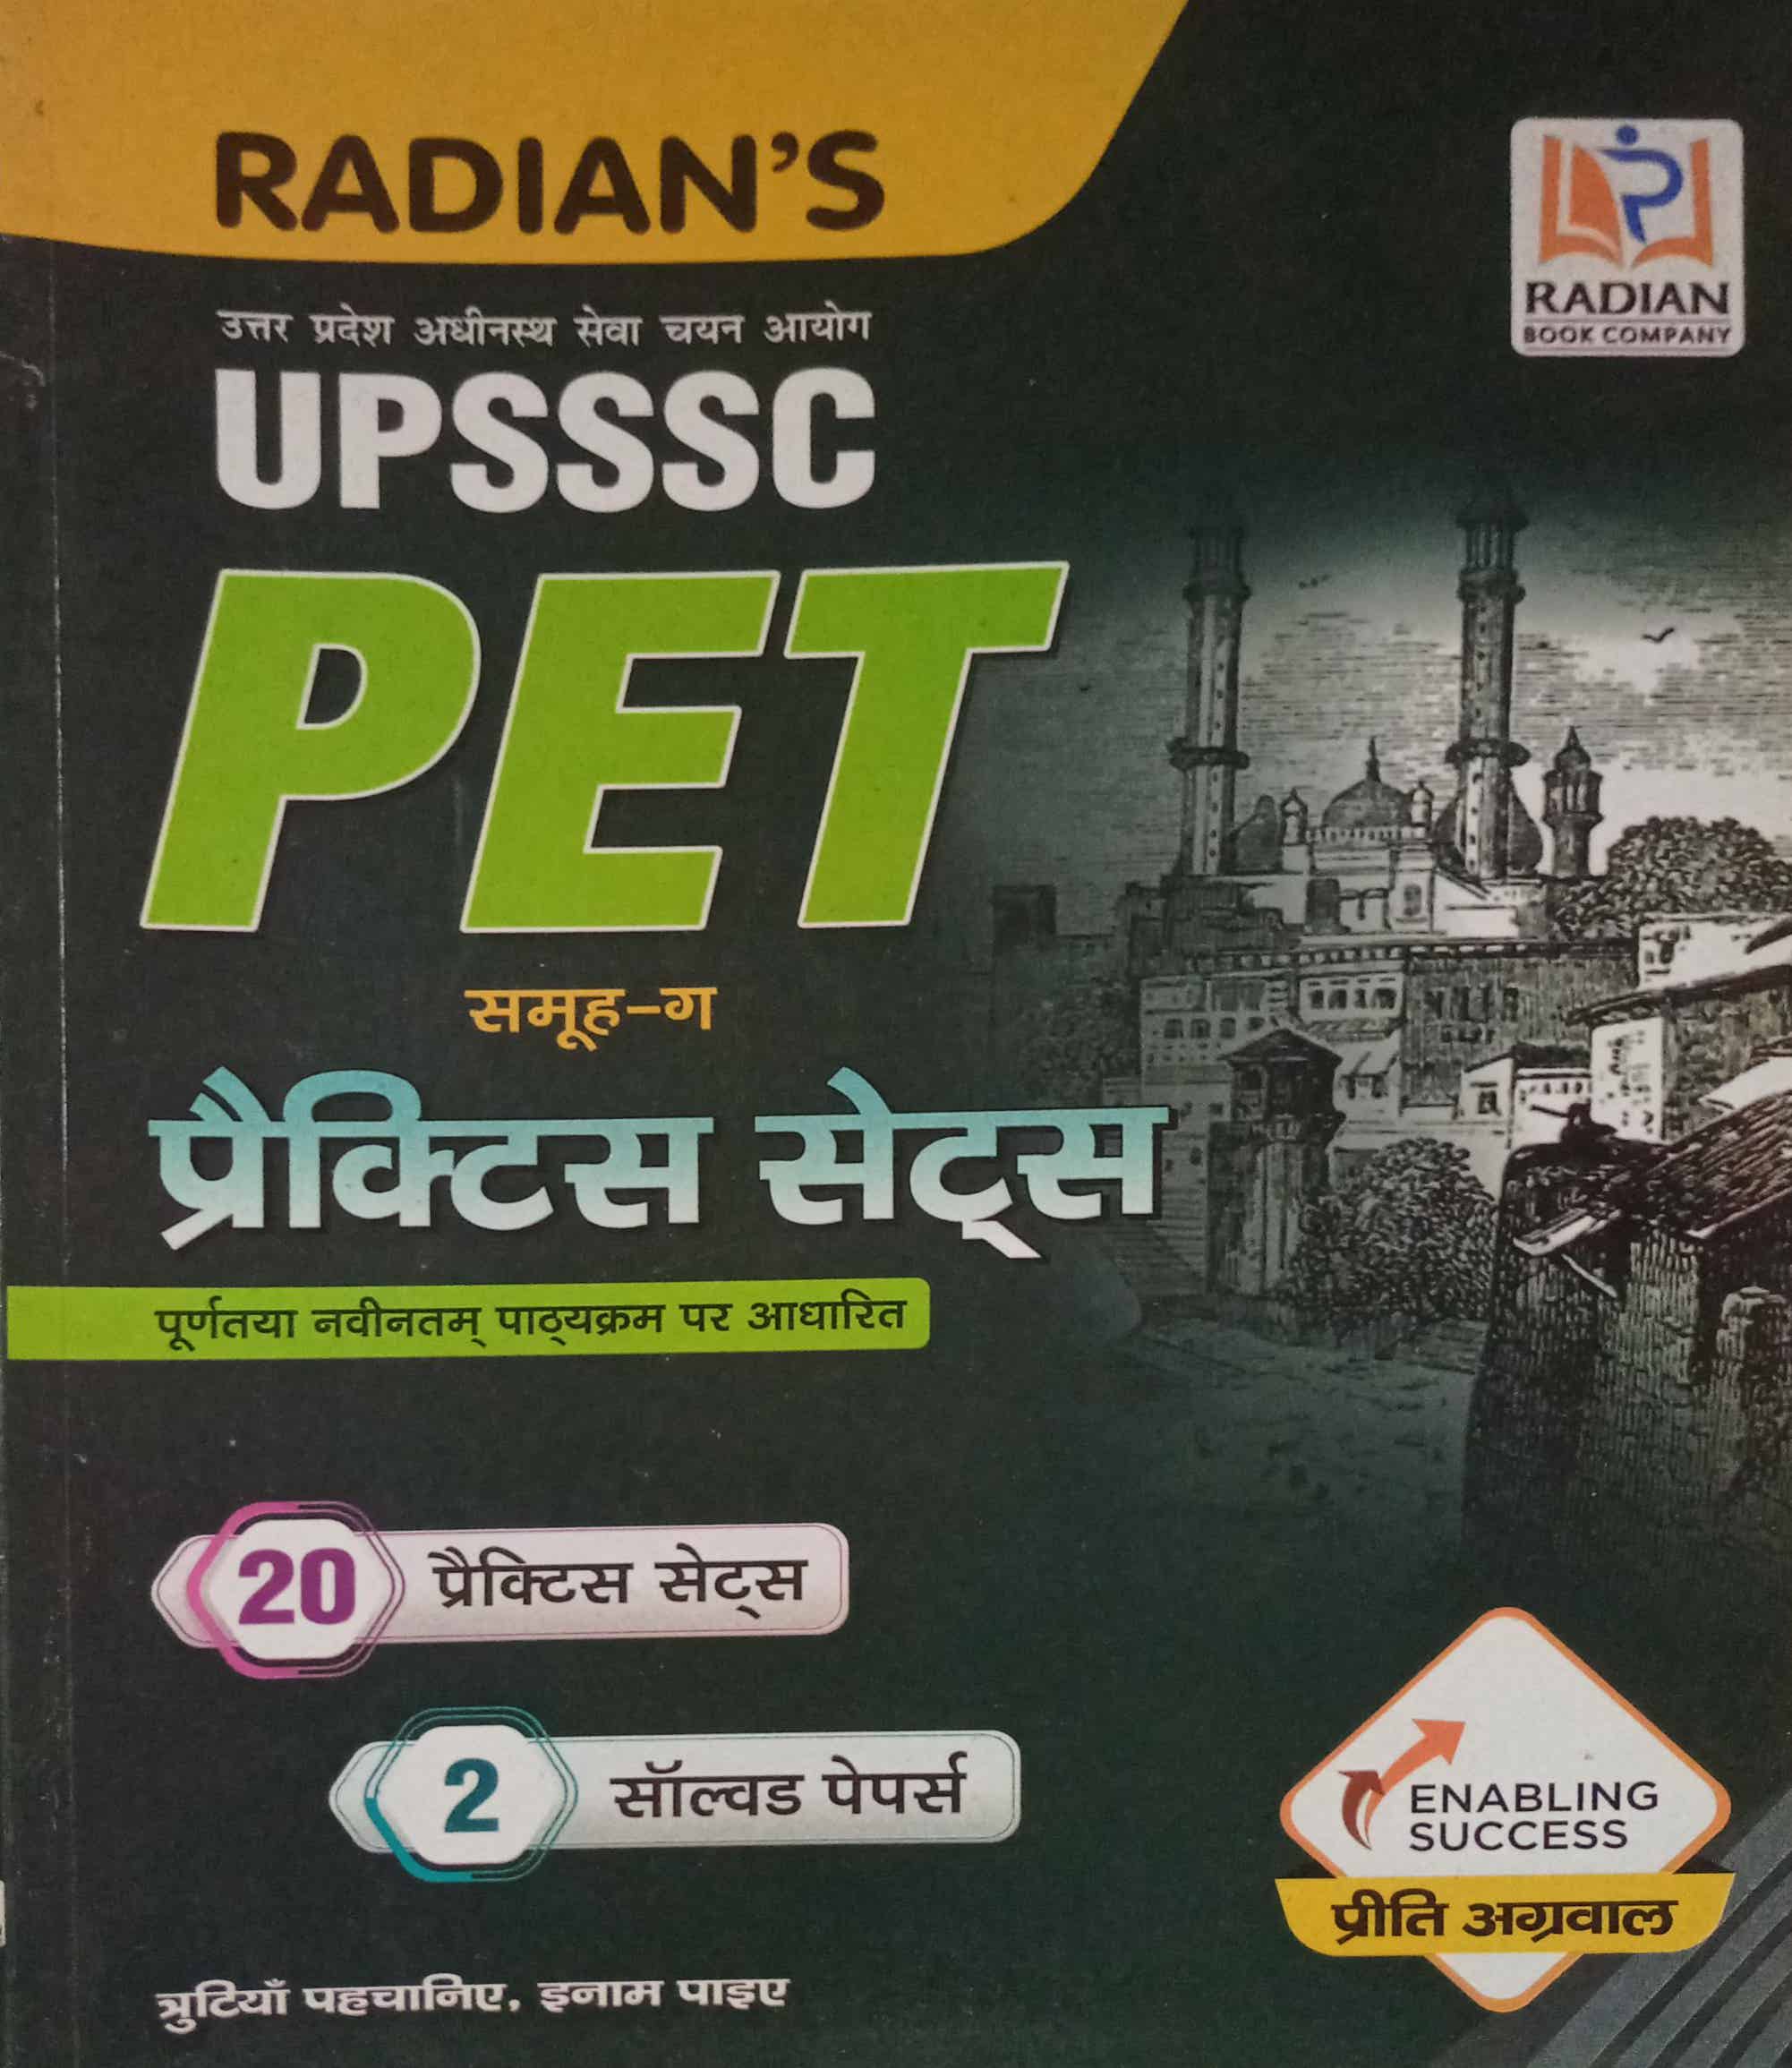 RADIAN'S
RADIAN
BOOK COMPANY
उत्तर प्रदेश अधीनस्थ सेवा चयन आयोग
UPSSSC
PET
समूह-ग
प्रैक्टिस सेट्स
पूर्णतया नवीनतम् पाठ्यक्रम पर आधारित
20 प्रैक्टिस सेट्स
2 सॉल्वड पेपर्स
ENABLING
SUCCESS
प्रीति अग्रवाल
त्रुटियाँ पहचानिए, इनाम पाइए